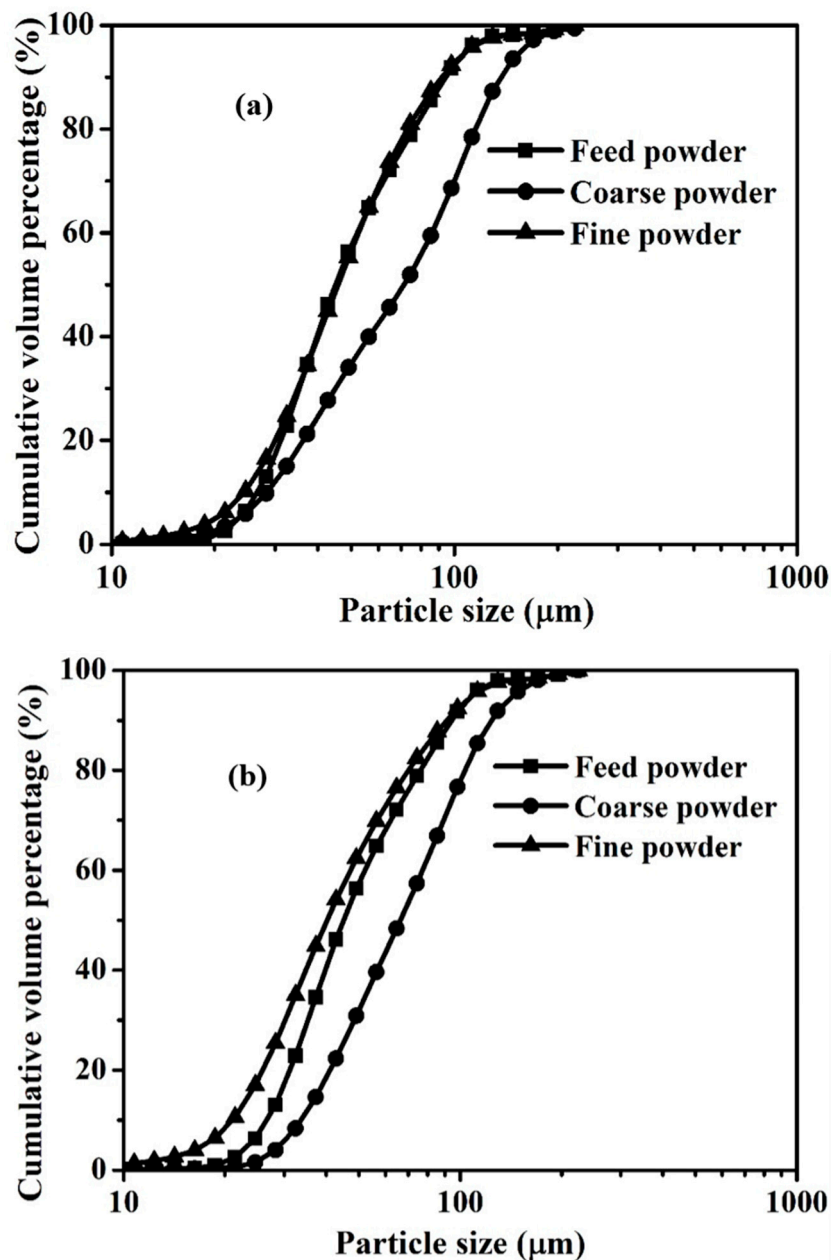 100
80
60
40
20
0
Cumulative volume percentage (%)
(a)
Feed powder
Coarse powder
Fine powder
10
100
1000
Particle size (μm)
100
80
60
40
20
0
Cumulative volume percentage (%)
(b)
Feed powder
Coarse powder
Fine powder
10
100
1000
Particle size (μm)